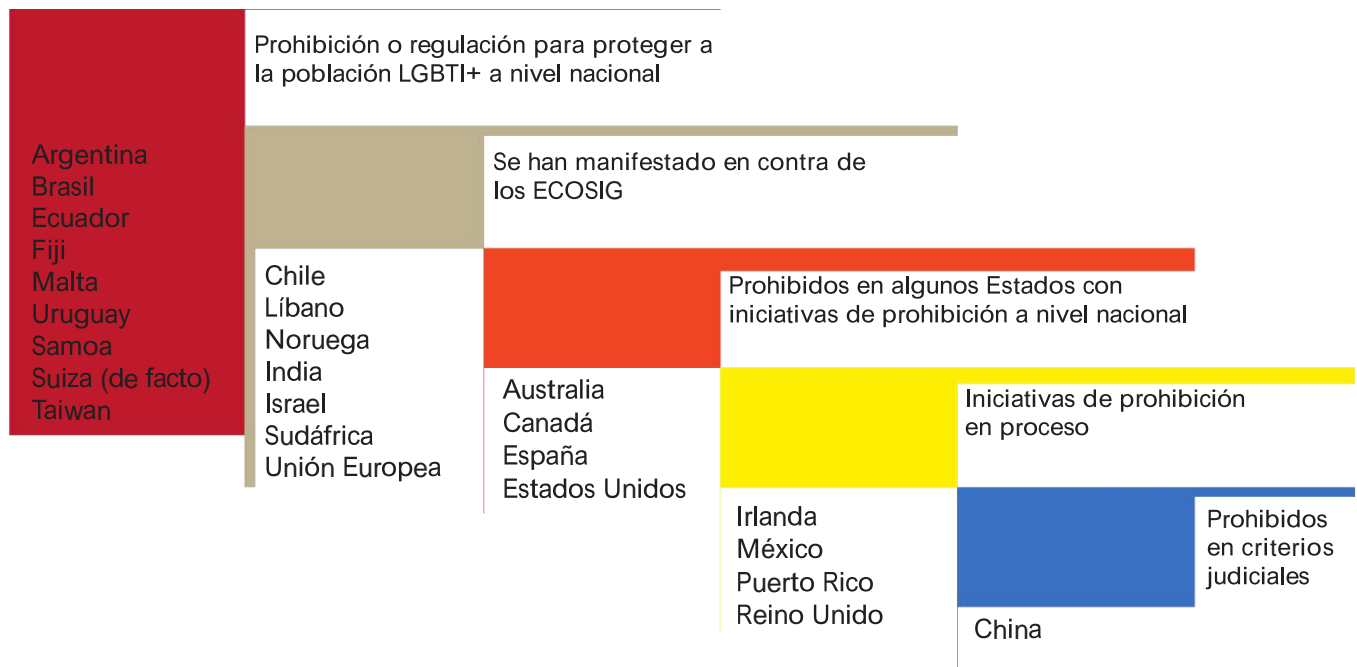 Prohibición o regulación para proteger a
la población LGBTI+ a nivel nacional
Argentina
Brasil
Ecuador
Fiji
Malta
Uruguay
Samoa
Suiza (de facto)
Taiwan
Se han manifestado en contra de
los ECOSIG
Chile
Líbano
Noruega
India
Israel
Sudáfrica
Unión Europea
Prohibidos en algunos Estados con
iniciativas de prohibición a nivel nacional
Australia
Canadá
España
Estados Unidos
Iniciativas de prohibición
en proceso
Irlanda
México
Puerto Rico
Reino Unido
Prohibidos
en criterios
judiciales
China